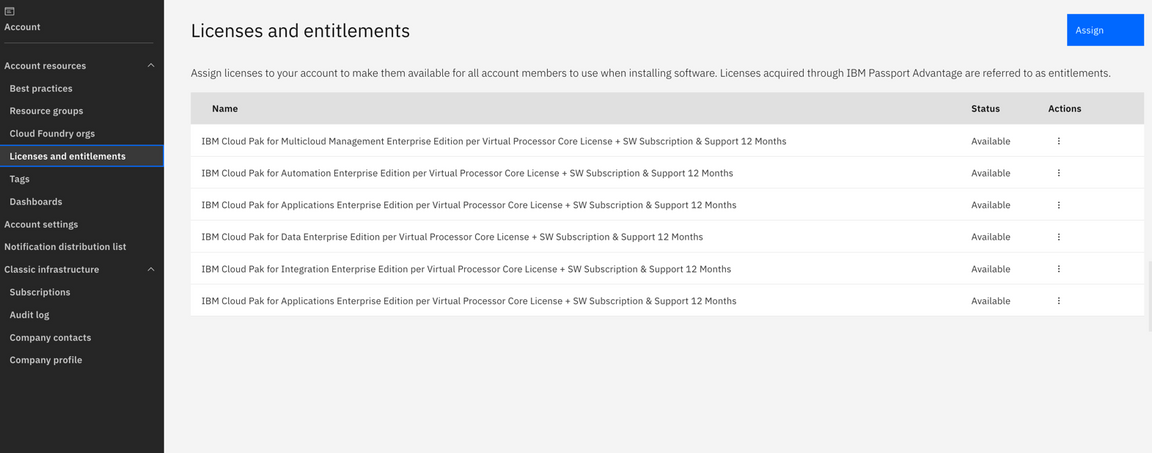 Account
Account resources
Best practices
Resource groups
Cloud Foundry orgs
Licenses and entitlements
Tags
Dashboards
Account settings
Notification distribution list
Classic infrastructure
Subscriptions
Audit log
Company contacts
Company profile
Licenses and entitlements
Assign
Assign licenses to your account to make them available for all account members to use when installing software. Licenses acquired through IBM Passport Advantage are referred to as entitlements.
Name Status Actions
IBM Cloud Pak for Multicloud Management Enterprise Edition per Virtual Processor Core License + SW Subscription & Support 12 Months Available
IBM Cloud Pak for Automation Enterprise Edition per Virtual Processor Core License + SW Subscription & Support 12 Months Available
IBM Cloud Pak for Applications Enterprise Edition per Virtual Processor Core License + SW Subscription & Support 12 Months Available
IBM Cloud Pak for Data Enterprise Edition per Virtual Processor Core License + SW Subscription & Support 12 Months Available
IBM Cloud Pak for Integration Enterprise Edition per Virtual Processor Core License + SW Subscription & Support 12 Months Available
IBM Cloud Pak for Applications Enterprise Edition per Virtual Processor Core License + SW Subscription & Support 12 Months Available